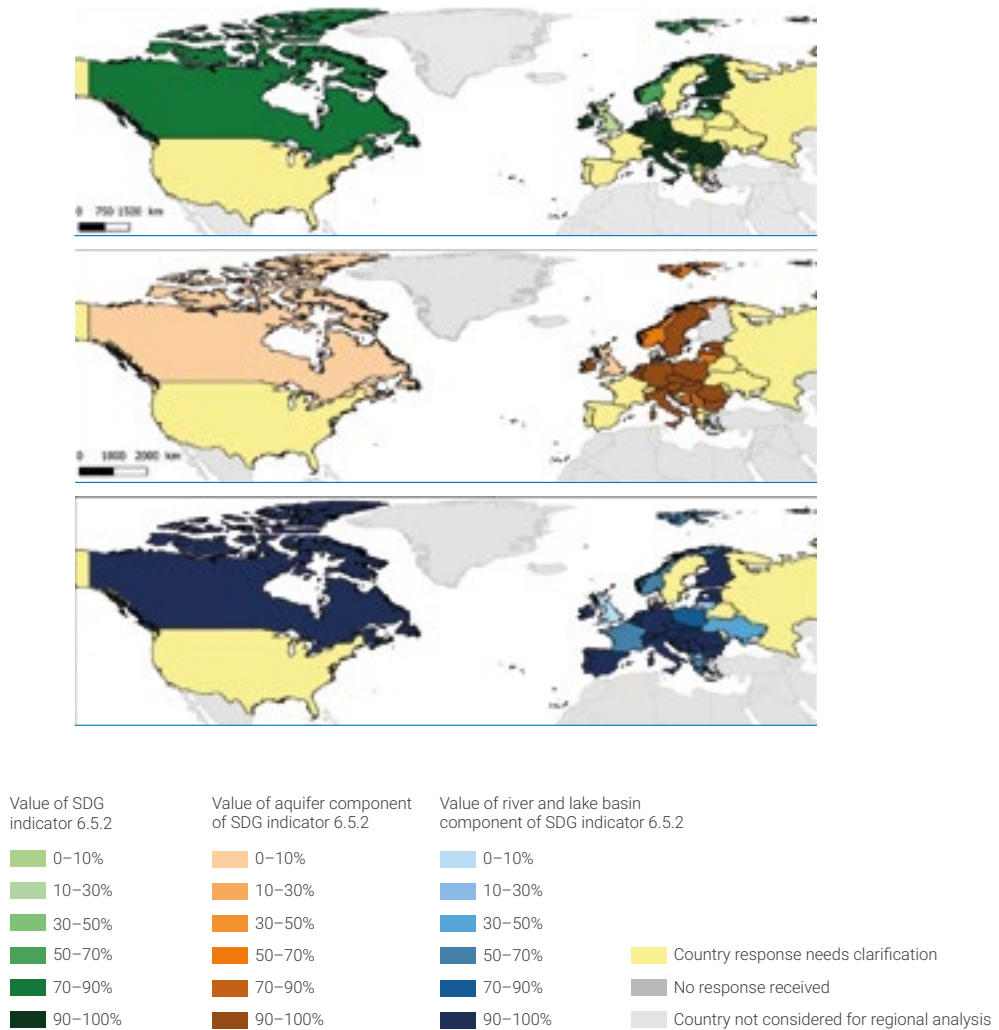 0 750 1500 km
0 1000 2000 km
Value of SDG
indicator 6.5.2
0–10%
10–30%
30–50%
50–70%
70–90%
90–100%
Value of aquifer component
of SDG indicator 6.5.2
0–10%
10–30%
30–50%
50–70%
70–90%
90–100%
Value of river and lake basin
component of SDG indicator 6.5.2
0–10%
10–30%
30–50%
50–70%
70–90%
90–100%
Country response needs clarification
No response received
Country not considered for regional analysis